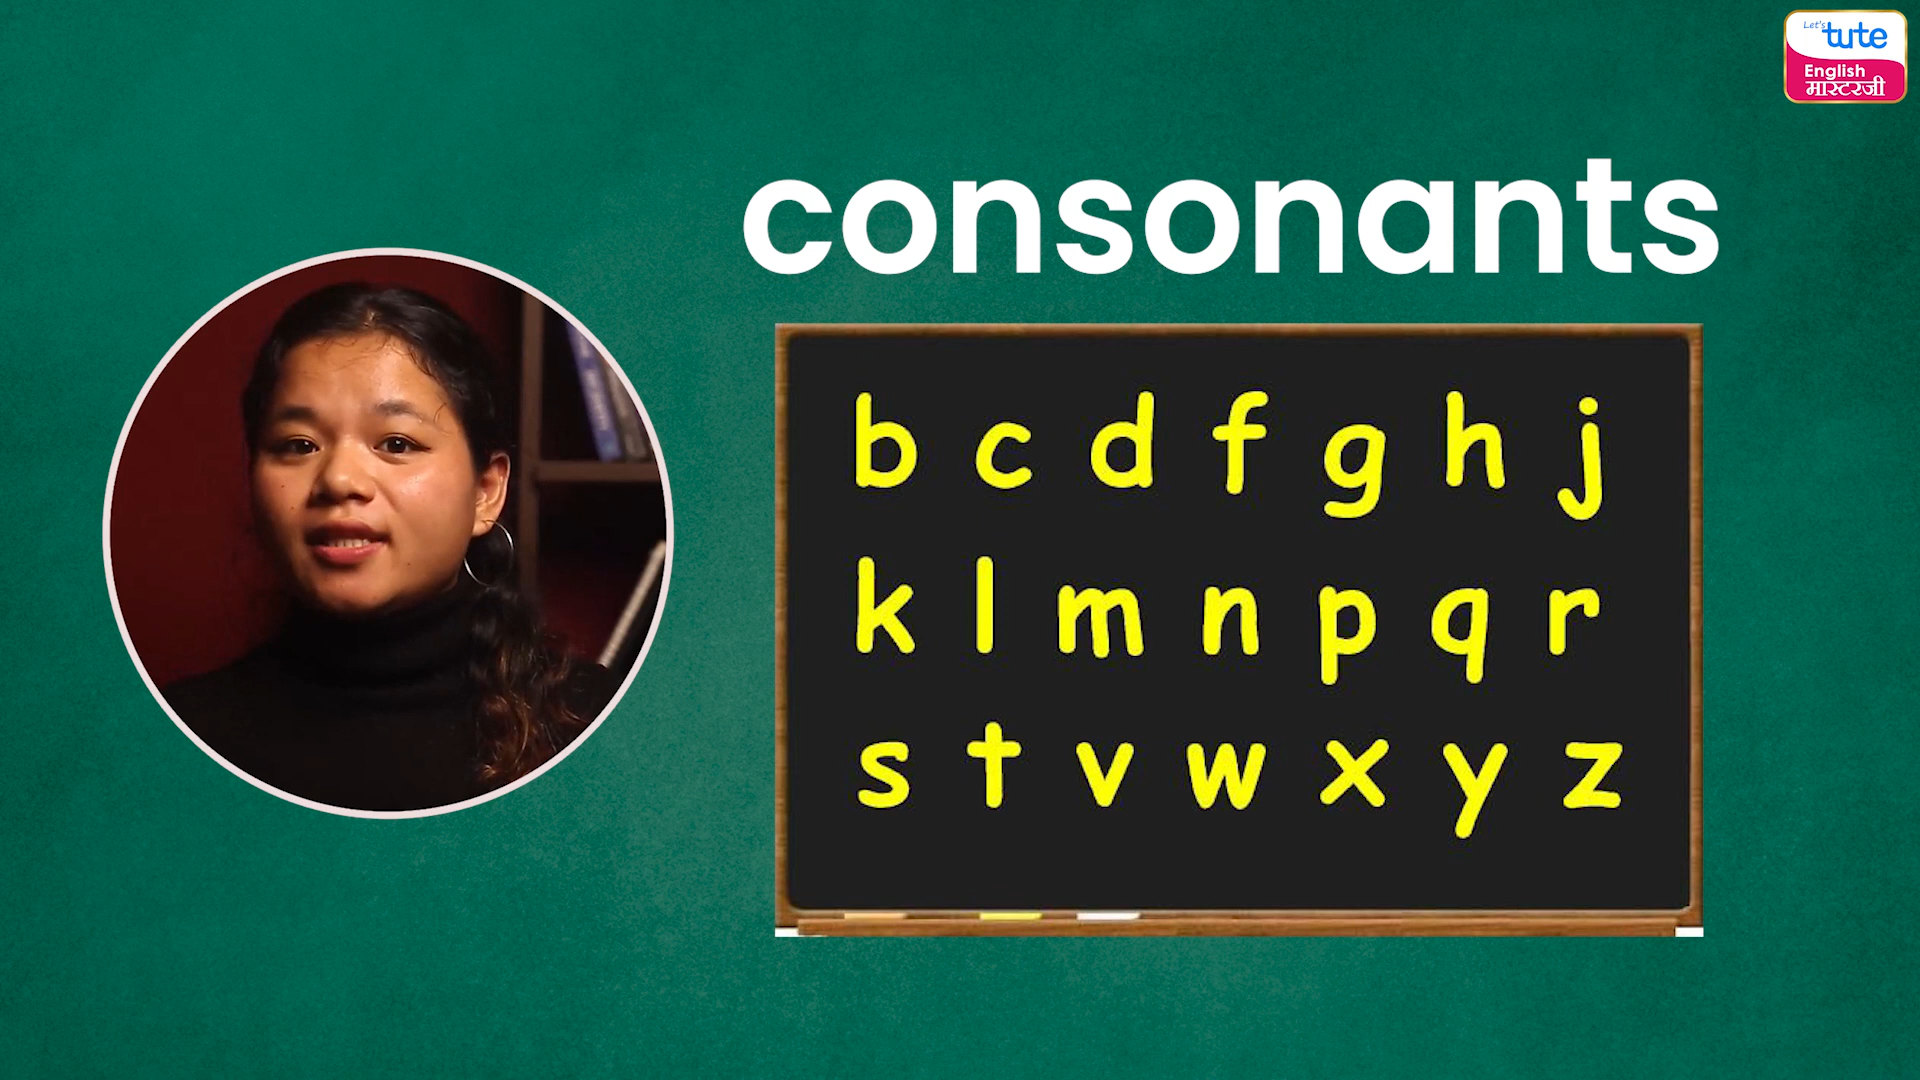 Let's
tute
English
मास्टरजी
consonants
b c d f g h j
k l m n p q r
s t v w x y z